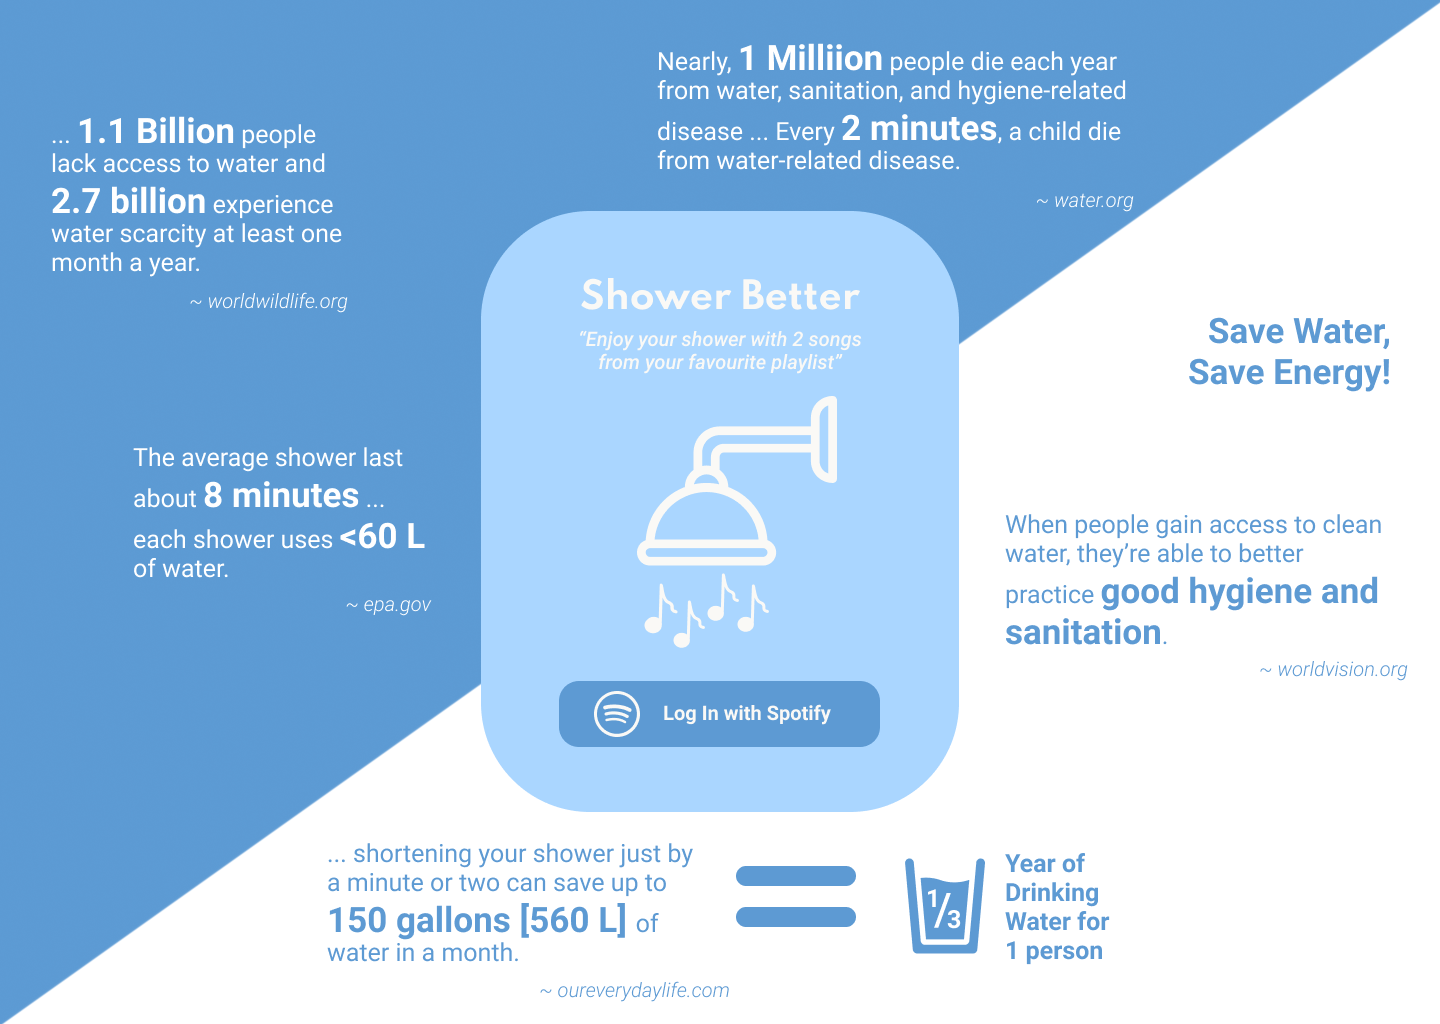 Nearly, 1 Milliion people die each year
from water, sanitation, and hygiene-related
disease ... Every 2 minutes, a child die
from water-related disease.
~ water.org
... 1.1 Billion people
lack access to water and
2.7 billion experience
water scarcity at least one
month a year.
~ worldwildlife.org
Shower Better
“Enjoy your shower with 2 songs
from your favourite playlist”
Save Water,
Save Energy!
The average shower last
about 8 minutes ...
each shower uses <60 L
of water.
~ epa.gov
When people gain access to clean
water, they’re able to better
practice good hygiene and
sanitation.
~ worldvision.org
Log In with Spotify
... shortening your shower just by
a minute or two can save up to
150 gallons [560 L] of
water in a month.
~ oureverydaylife.com
1/3
Year of
Drinking
Water for
1 person